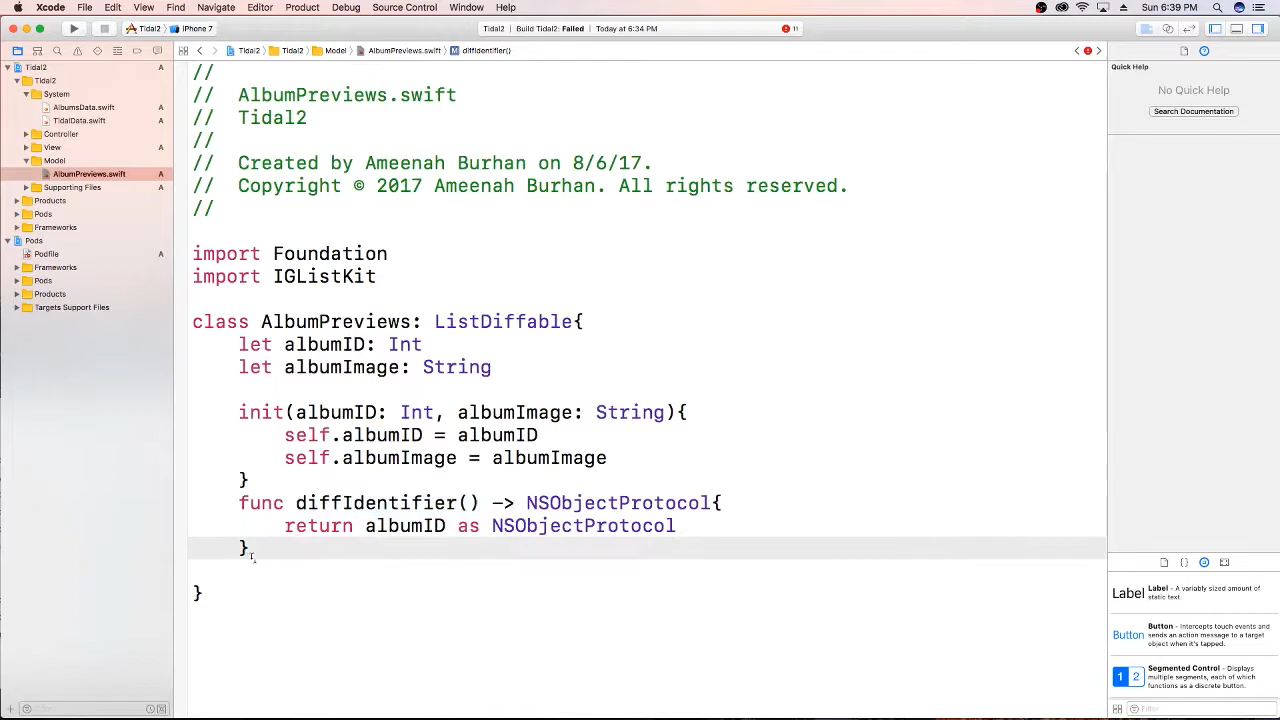 Xcode File Edit View Find Navigate Editor Product Debug Source Control Window Help
Sun 6:39 PM
Tidal2 iPhone 7
Tidal2 Build Tidal2: Failed Today at 6:34 PM 11
Tidal2 Tidal2 Model AlbumPreviews.swift M diffIdentifier()
Tidal2 A
Tidal2
System
AlbumsData.swift A
TidalData.swift A
Controller A
View A
Model
AlbumPreviews.swift A
Supporting Files A
Products
Pods
Frameworks
Pods
Podfile A
Frameworks
Pods
Products
Targets Support Files
//
// AlbumPreviews.swift
// Tidal2
//
// Created by Ameenah Burhan on 8/6/17.
// Copyright © 2017 Ameenah Burhan. All rights reserved.
//
import Foundation
import IGListKit
class AlbumPreviews: ListDiffable{
let albumID: Int
let albumImage: String
init(albumID: Int, albumImage: String){
self.albumID = albumID
self.albumImage = albumImage
}
func diffIdentifier() -> NSObjectProtocol{
return albumID as NSObjectProtocol
}
}
Quick Help
No Quick Help
Search Documentation
Label Label - A variably sized amount of
static text.
Button Button - Intercepts touch events and
sends an action message to a target
object when it's tapped.
1 2 Segmented Control - Displays
multiple segments, each of which
functions as a discrete button.
Filter